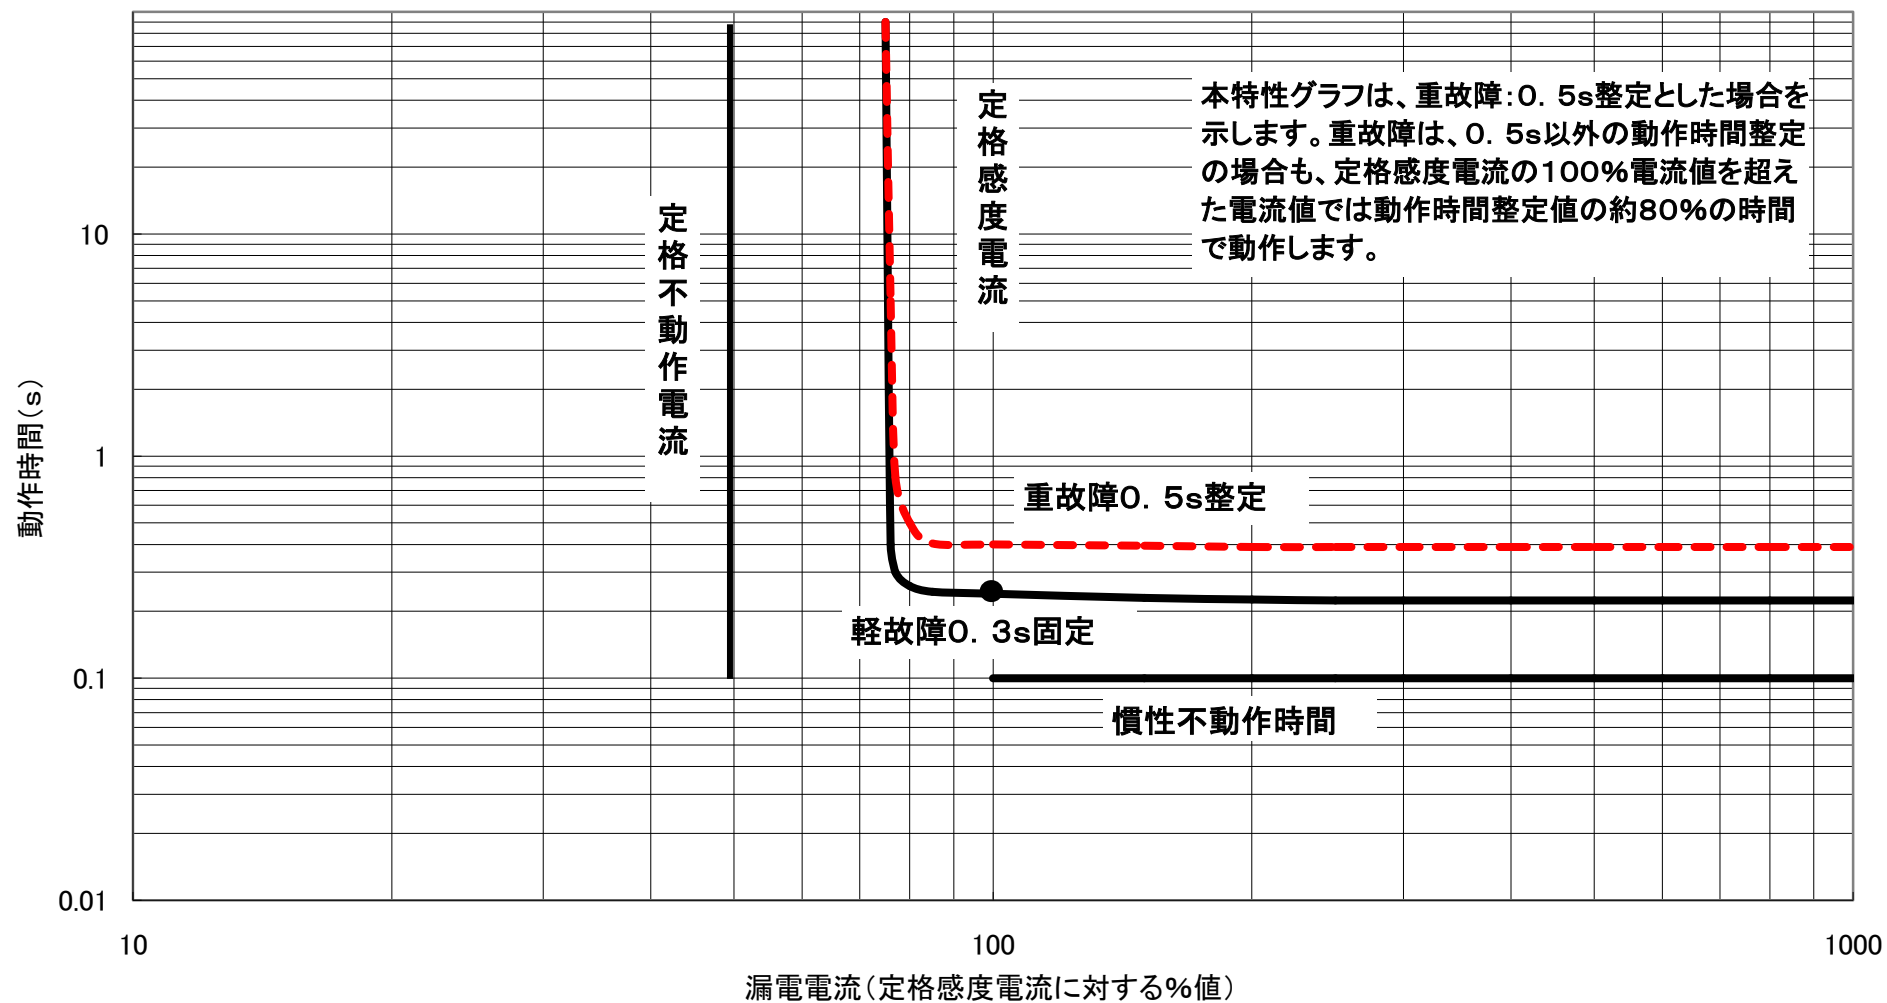 本特性グラフは、重故障：０．５ｓ整定とした場合を
示します。重故障は、０．５ｓ以外の動作時間整定
の場合も、定格感度電流の１００％電流値を超え
た電流値では動作時間整定値の約８０％の時間
で動作します。
定格感度電流
定格不動作電流
10
1
0.1
0.01
動作時間（ｓ）
重故障０．５ｓ整定
軽故障０．３ｓ固定
慣性不動作時間
10
100
1000
漏電電流（定格感度電流に対する％値）